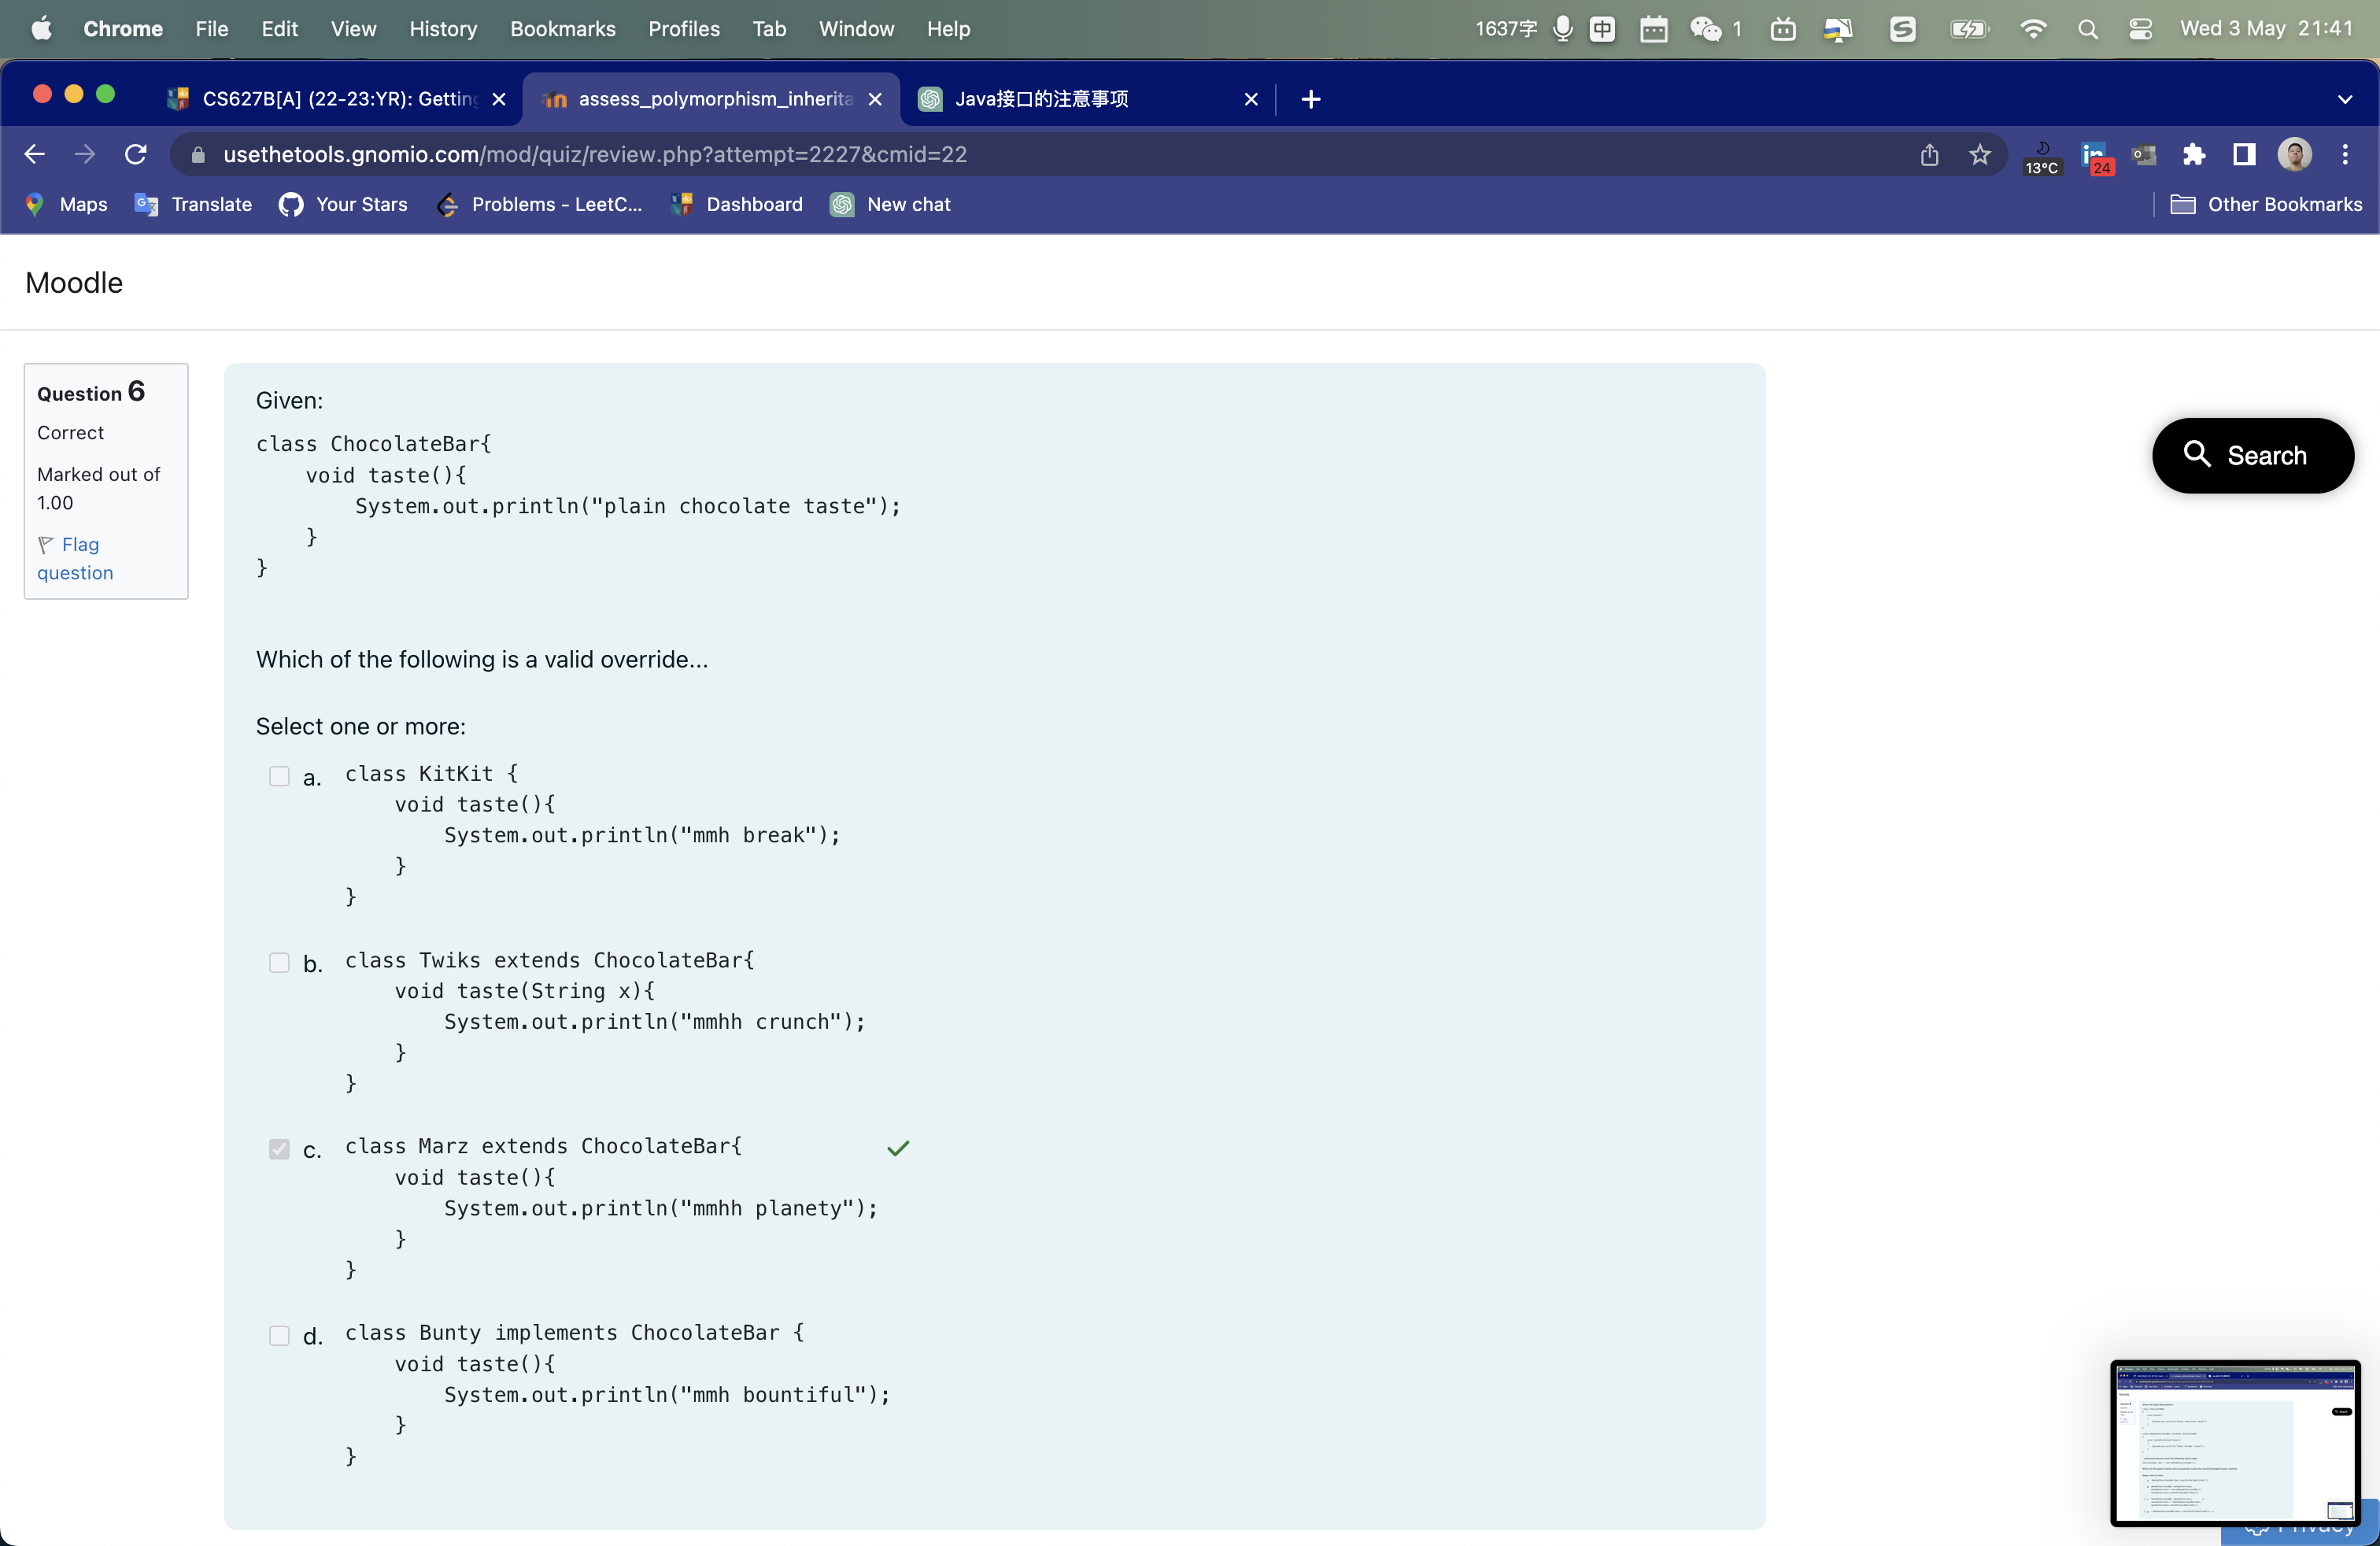 Chrome File Edit View History Bookmarks Profiles Tab Window Help 1637字 中 1 Wed 3 May 21:41
CS627B[A] (22-23:YR): Getting assess_polymorphism_inherita Java接口的注意事项
usethetools.gnomio.com/mod/quiz/review.php?attempt=2227&cmid=22 13°C 24
Maps Translate Your Stars Problems - LeetC... Dashboard New chat Other Bookmarks
Moodle
Question 6
Correct
Marked out of
1.00
Flag
question
Given:
class ChocolateBar{
    void taste(){
        System.out.println("plain chocolate taste");
    }
}
Which of the following is a valid override...
Select one or more:
a. class KitKit {
    void taste(){
        System.out.println("mmh break");
    }
}
b. class Twiks extends ChocolateBar{
    void taste(String x){
        System.out.println("mmhh crunch");
    }
}
c. class Marz extends ChocolateBar{
    void taste(){
        System.out.println("mmhh planety");
    }
}
d. class Bunty implements ChocolateBar {
    void taste(){
        System.out.println("mmh bountiful");
    }
}
Search
Privacy